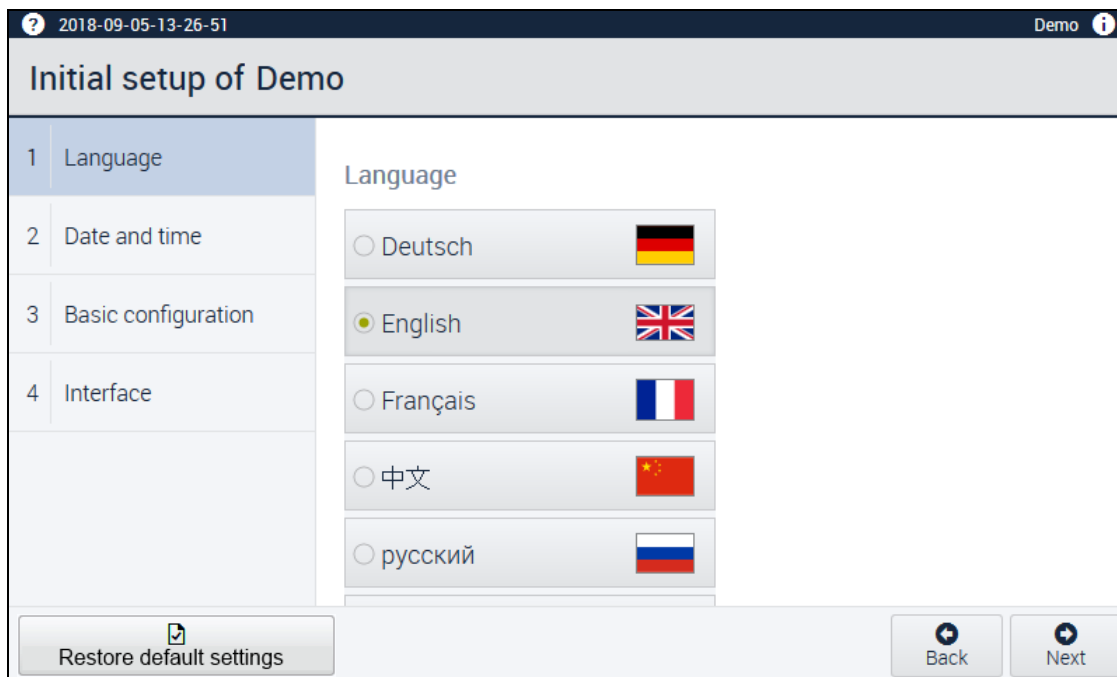 ? 2018-09-05-13-26-51 Demo i
Initial setup of Demo
1 Language
2 Date and time
3 Basic configuration
4 Interface
Language
Deutsch
English
Français
中文
русский
Restore default settings
Back
Next